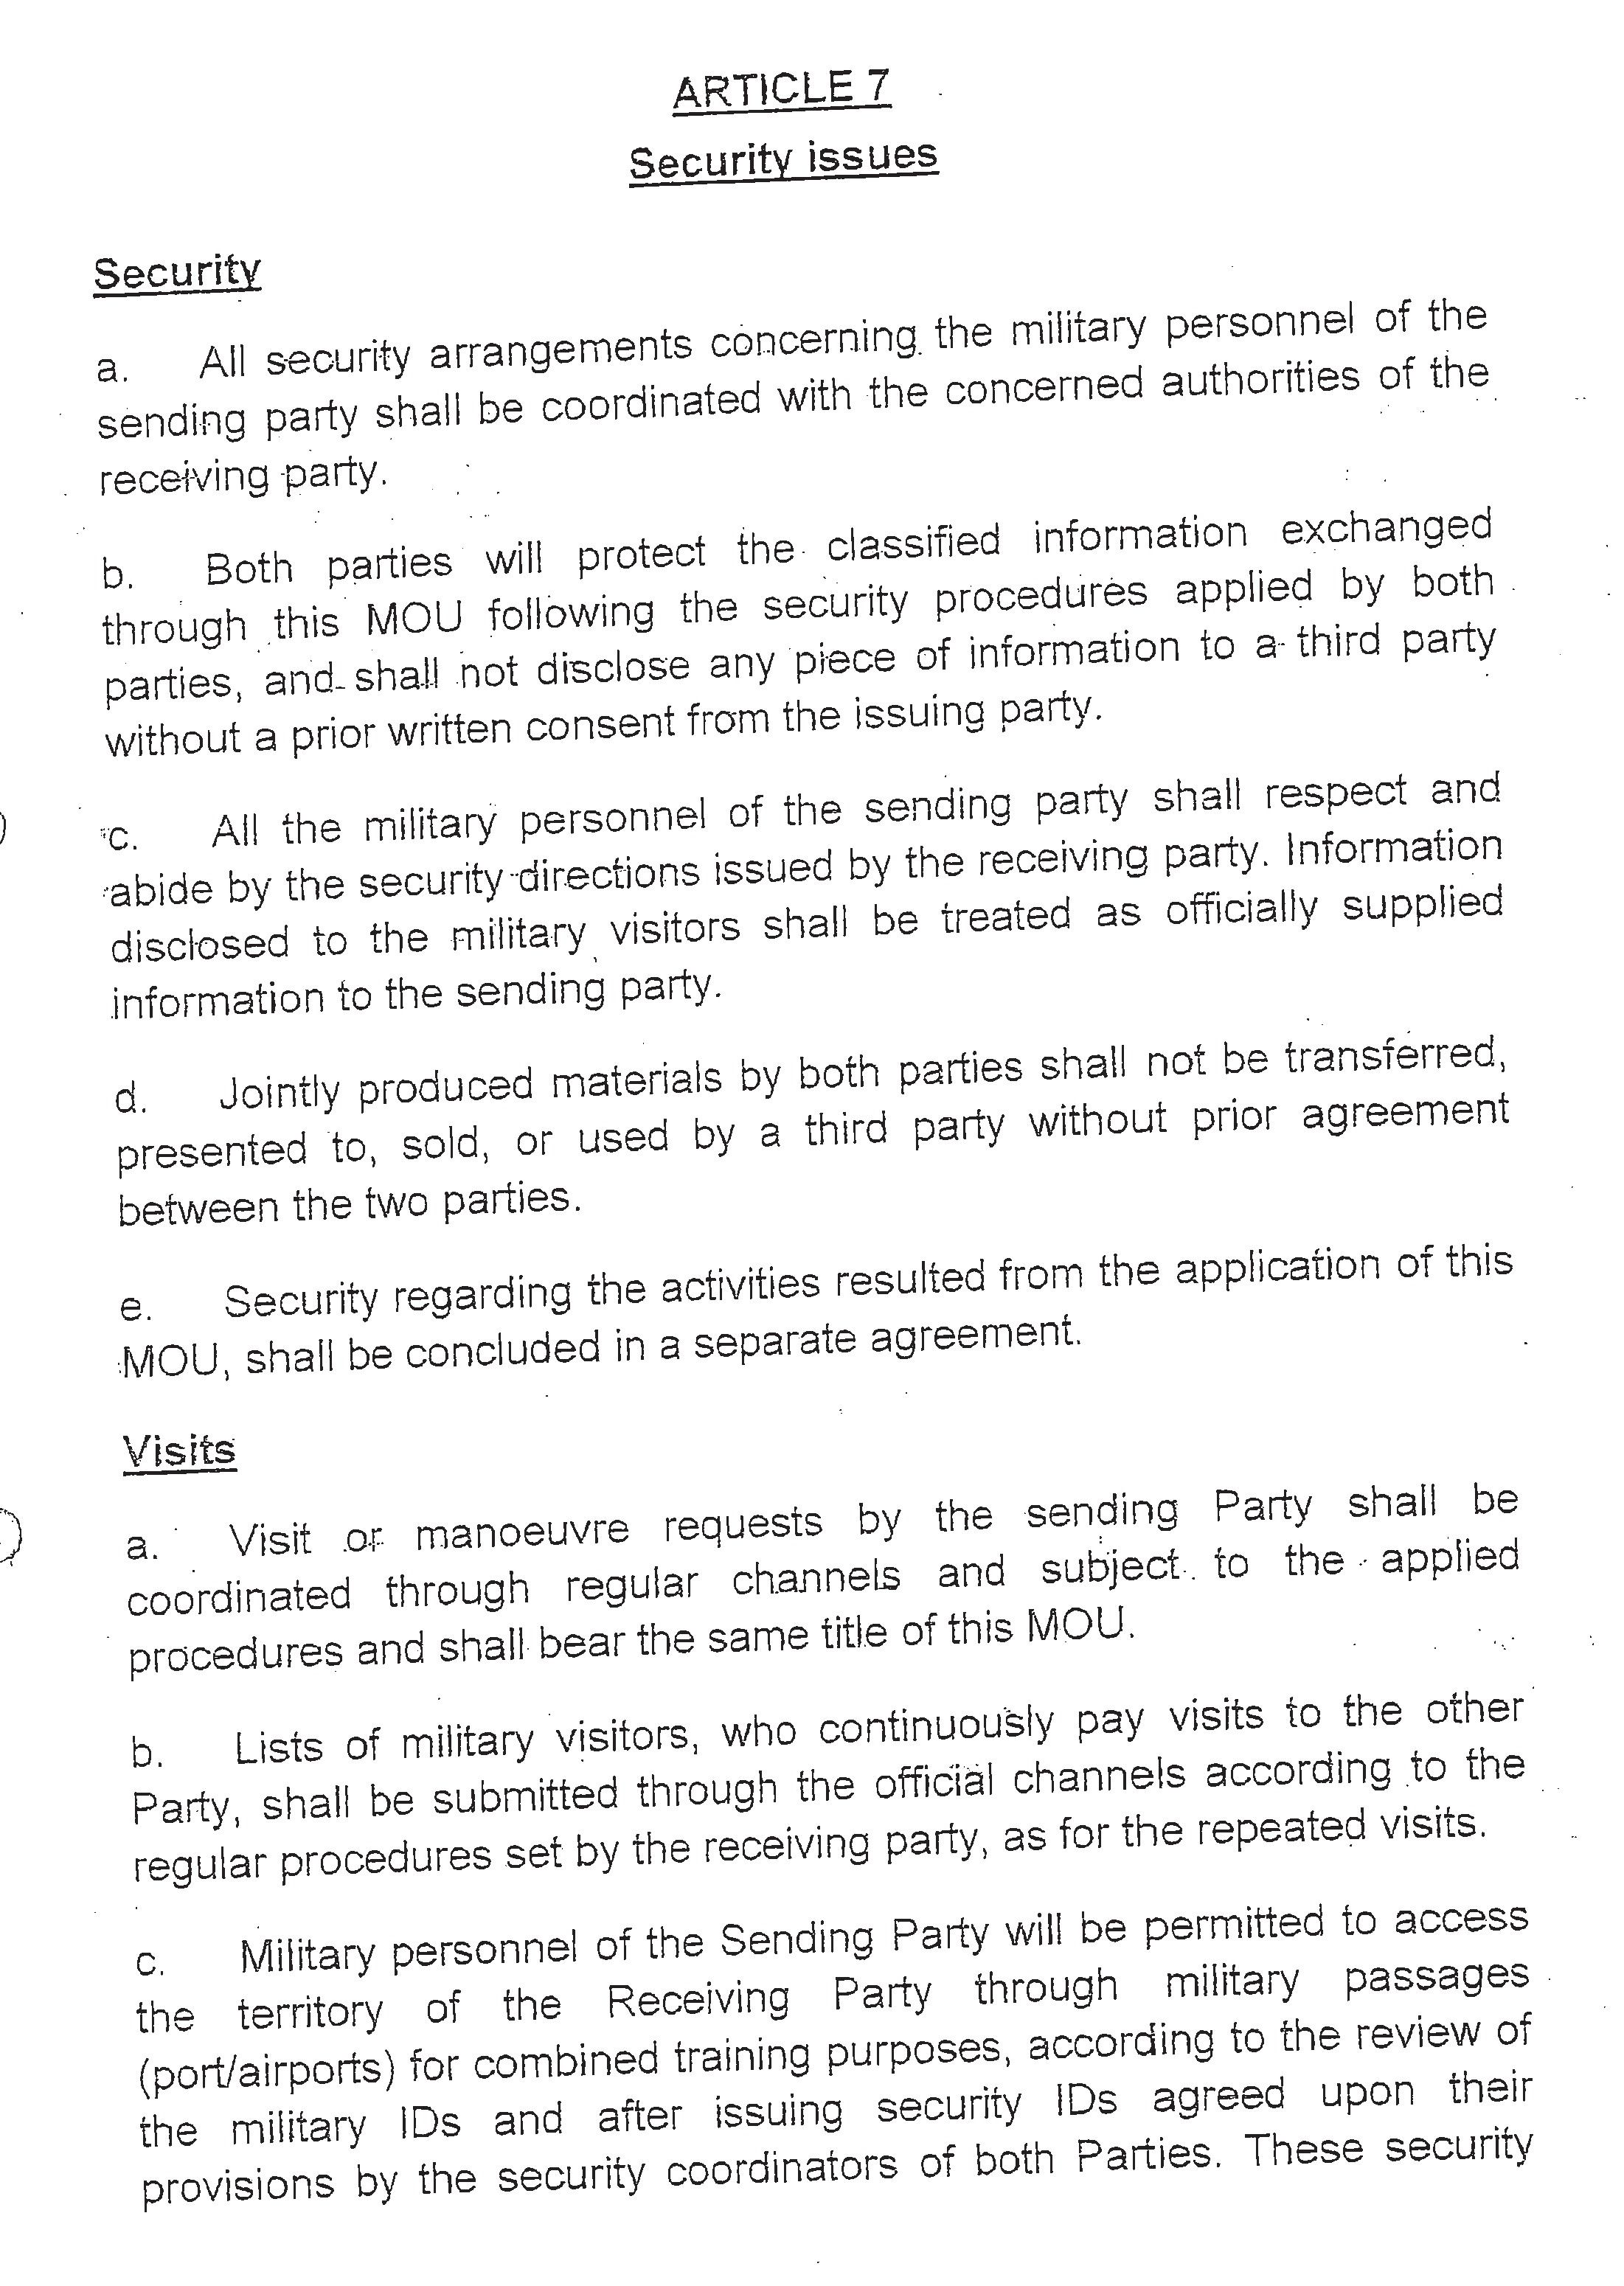 ARTICLE 7
Security issues
Security
a. All security arrangements concerning the military personnel of the
sending party shall be coordinated with the concerned authorities of the
receiving party.
b. Both parties will protect the classified information exchanged
through this MOU following the security procedures applied by both
parties, and shall not disclose any piece of information to a third party
without a prior written consent from the issuing party.
c. All the military personnel of the sending party shall respect and
abide by the security directions issued by the receiving party. Information
disclosed to the military visitors shall be treated as officially supplied
information to the sending party.
d. Jointly produced materials by both parties shall not be transferred,
presented to, sold, or used by a third party without prior agreement
between the two parties.
e. Security regarding the activities resulted from the application of this
MOU, shall be concluded in a separate agreement.
Visits
a. Visit or manoeuvre requests by the sending Party shall be
coordinated through regular channels and subject to the applied
procedures and shall bear the same title of this MOU.
b. Lists of military visitors, who continuously pay visits to the other
Party, shall be submitted through the official channels according to the
regular procedures set by the receiving party, as for the repeated visits.
c. Military personnel of the Sending Party will be permitted to access
the territory of the Receiving Party through military passages
(port/airports) for combined training purposes, according to the review of
the military IDs and after issuing security IDs agreed upon their
provisions by the security coordinators of both Parties. These security